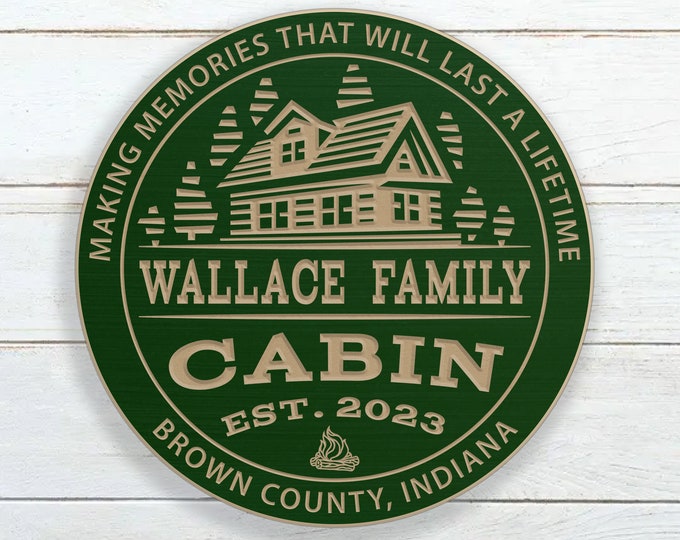 MAKING MEMORIES THAT WILL LAST A LIFETIME
WALLACE FAMILY
CABIN
EST. 2023
BROWN COUNTY, INDIANA